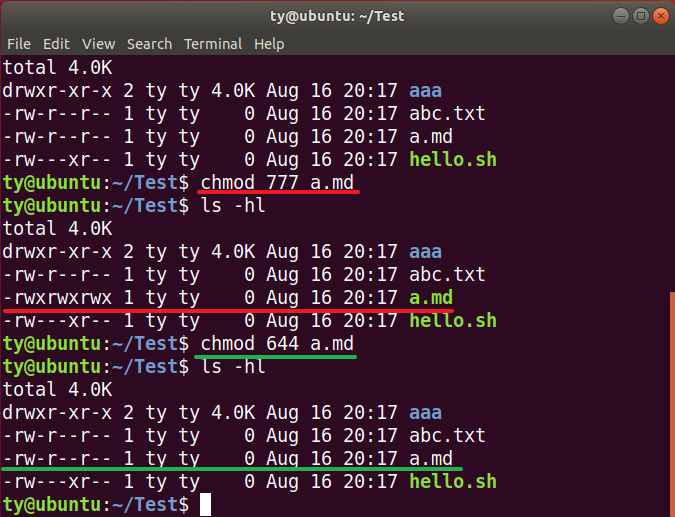 ty@ubuntu: ~/Test
File Edit View Search Terminal Help
total 4.0K
drwxr-xr-x 2 ty ty 4.0K Aug 16 20:17 aaa
-rw-r--r-- 1 ty ty    0 Aug 16 20:17 abc.txt
-rw-r--r-- 1 ty ty    0 Aug 16 20:17 a.md
-rw---xr-- 1 ty ty    0 Aug 16 20:17 hello.sh
ty@ubuntu:~/Test$ chmod 777 a.md
ty@ubuntu:~/Test$ ls -hl
total 4.0K
drwxr-xr-x 2 ty ty 4.0K Aug 16 20:17 aaa
-rw-r--r-- 1 ty ty    0 Aug 16 20:17 abc.txt
-rwxrwxrwx 1 ty ty    0 Aug 16 20:17 a.md
-rw---xr-- 1 ty ty    0 Aug 16 20:17 hello.sh
ty@ubuntu:~/Test$ chmod 644 a.md
ty@ubuntu:~/Test$ ls -hl
total 4.0K
drwxr-xr-x 2 ty ty 4.0K Aug 16 20:17 aaa
-rw-r--r-- 1 ty ty    0 Aug 16 20:17 abc.txt
-rw-r--r-- 1 ty ty    0 Aug 16 20:17 a.md
-rw---xr-- 1 ty ty    0 Aug 16 20:17 hello.sh
ty@ubuntu:~/Test$